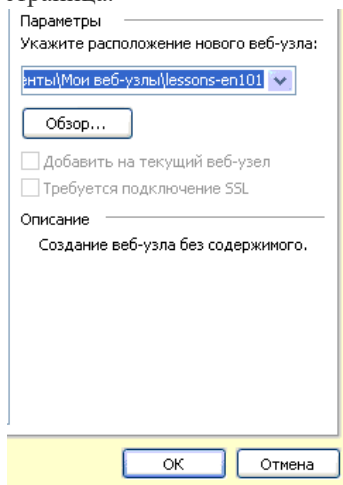 Параметры
Укажите расположение нового веб-узла:
енты\Мои веб-узлы\lessons-en101
Обзор...
Добавить на текущий веб-узел
Требуется подключение SSL
Описание
Создание веб-узла без содержимого.
ОК
Отмена